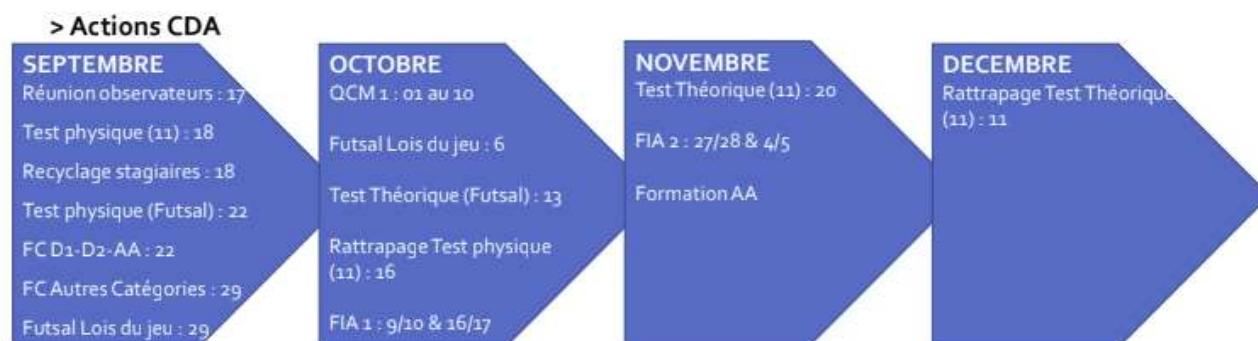 > Actions CDA
SEPTEMBRE
Réunion observateurs : 17
Test physique (11) : 18
Recyclage stagiaires : 18
Test physique (Futsal) : 22
FC D1-D2-AA : 22
FC Autres Catégories : 29
Futsal Lois du jeu : 29
OCTOBRE
QCM 1 : 01 au 10
Futsal Lois du jeu : 6
Test Théorique (Futsal) : 13
Rattrapage Test physique
(11) : 16
FIA 1 : 9/10 & 16/17
NOVEMBRE
Test Théorique (11) : 20
FIA 2 : 27/28 & 4/5
Formation AA
DECEMBRE
Rattrapage Test Théorique
(11) : 11